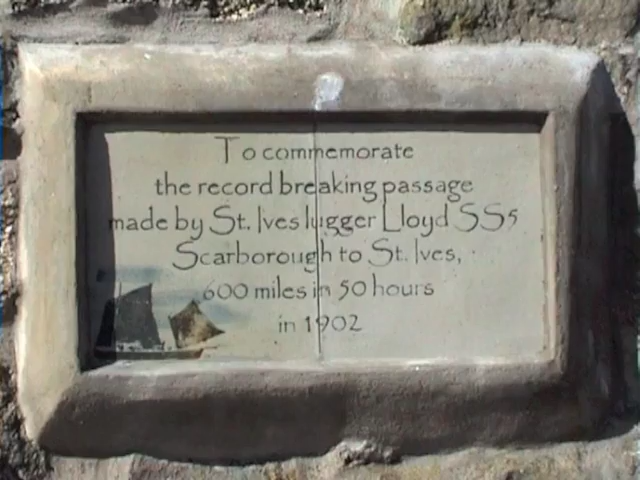 To commemorate
the record breaking passage
made by St. Ives lugger Lloyd SS5
Scarborough to St. Ives,
600 miles in 50 hours
in 1902